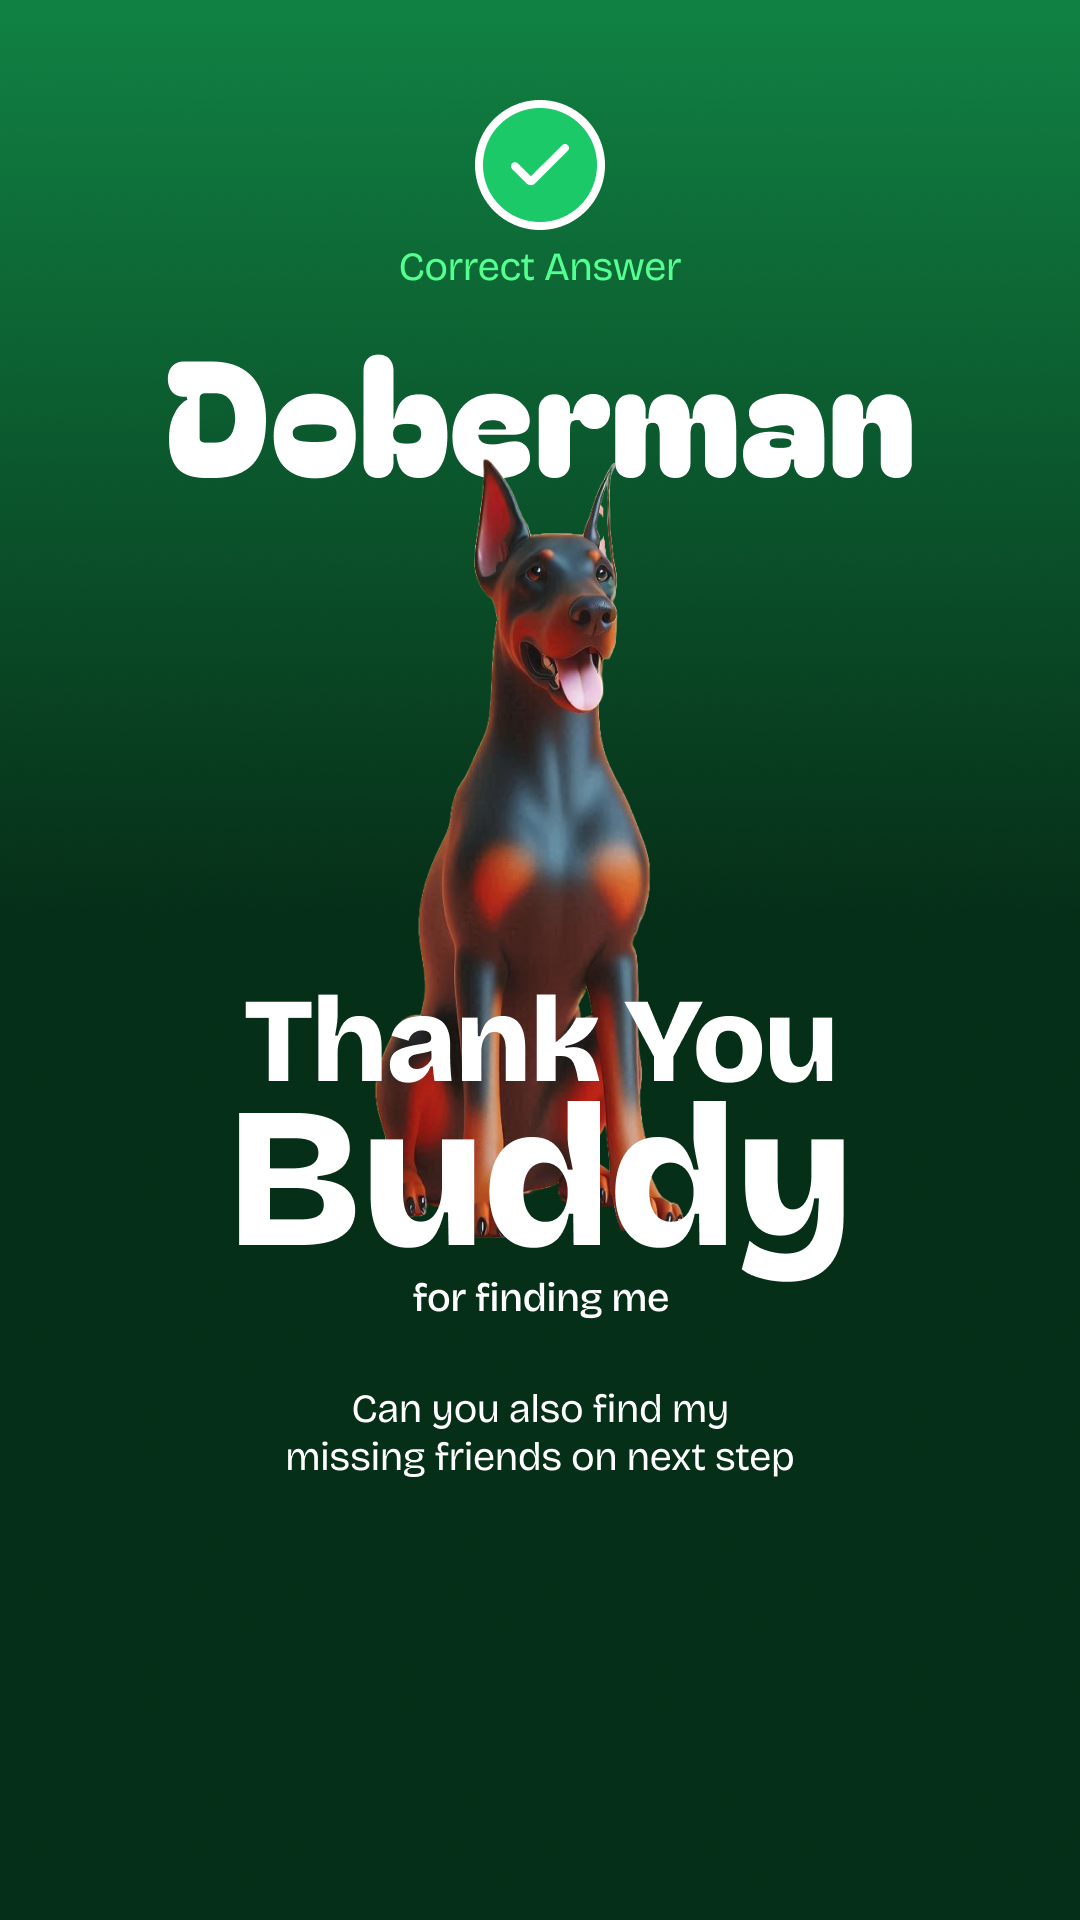 Correct Answer
Doberman
Thank You
Buddy
for finding me
Can you also find my
missing friends on next step